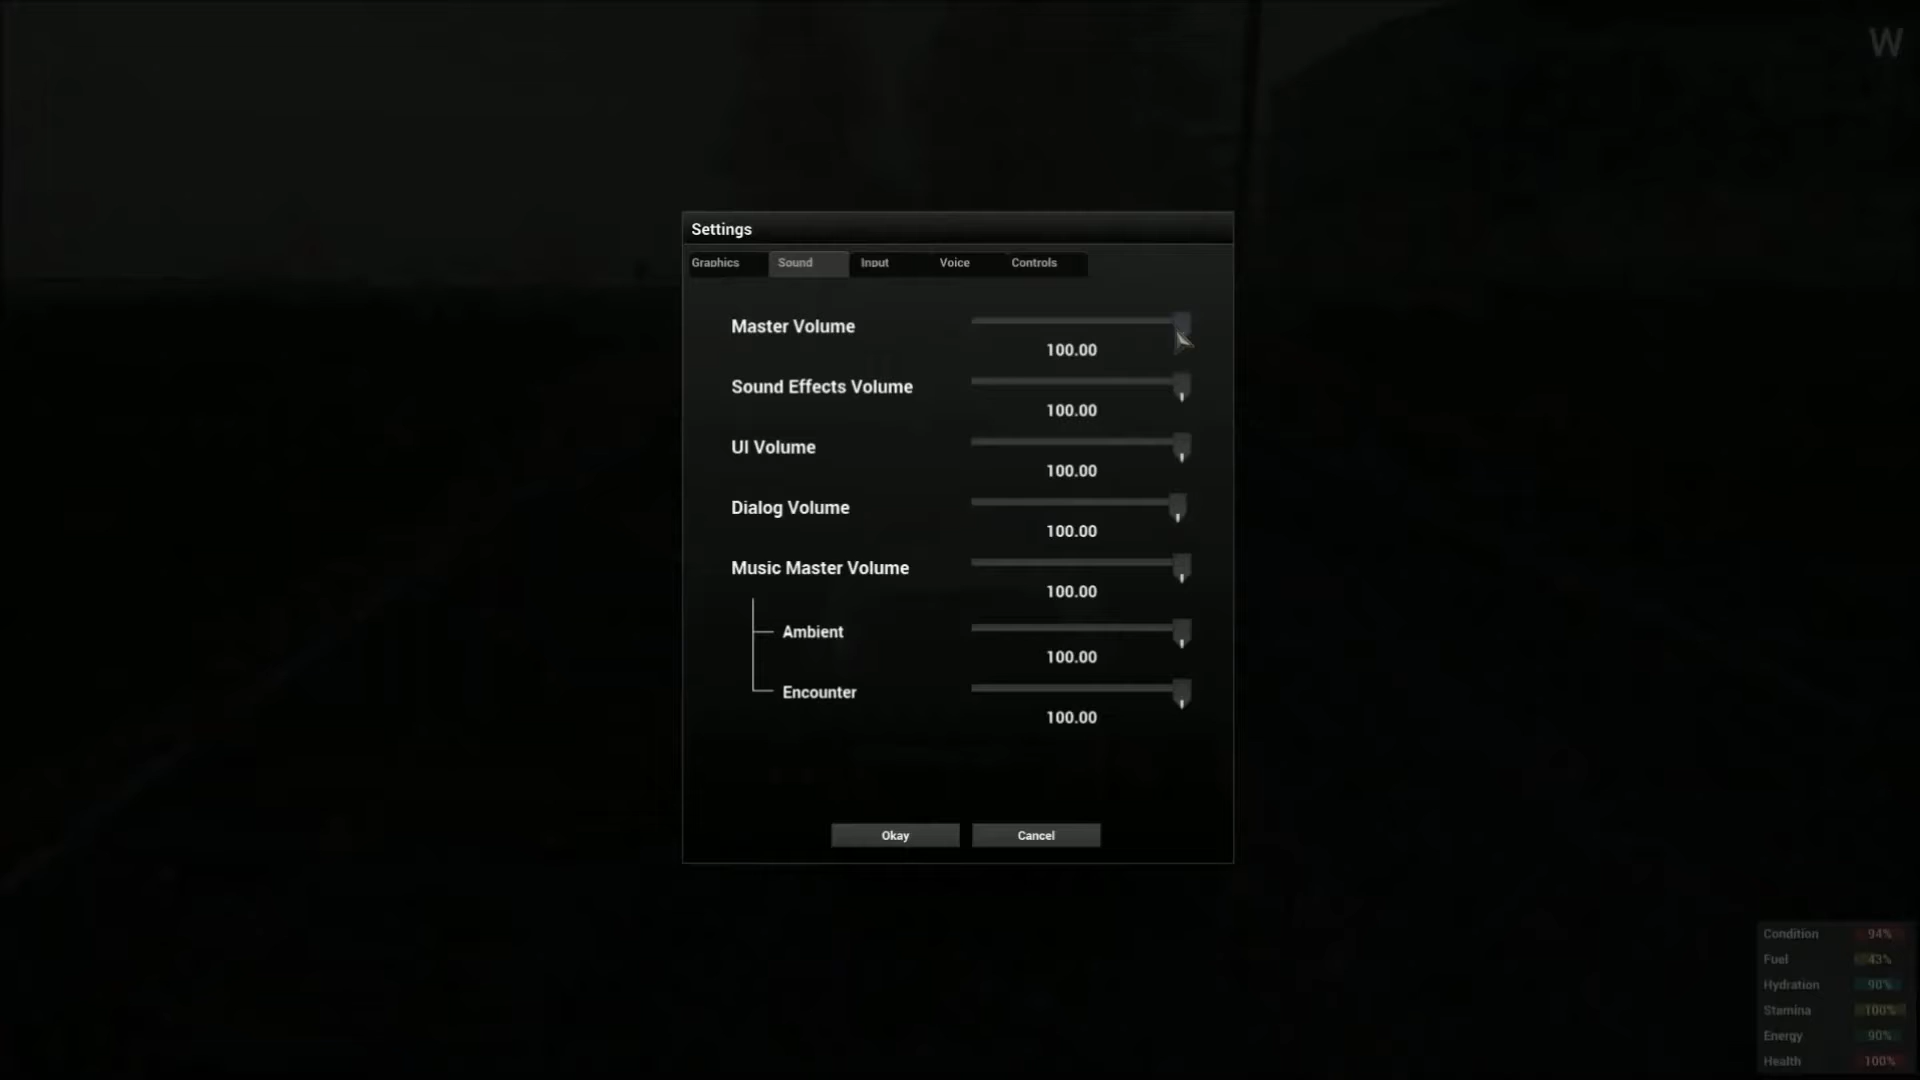 W
Settings
Graphics Sound Input Voice Controls
Master Volume
100.00
Sound Effects Volume
100.00
UI Volume
100.00
Dialog Volume
100.00
Music Master Volume
100.00
Ambient
100.00
Encounter
100.00
Okay Cancel
Condition 94%
Fuel 43%
Hydration 90%
Stamina 100%
Energy 90%
Health 100%